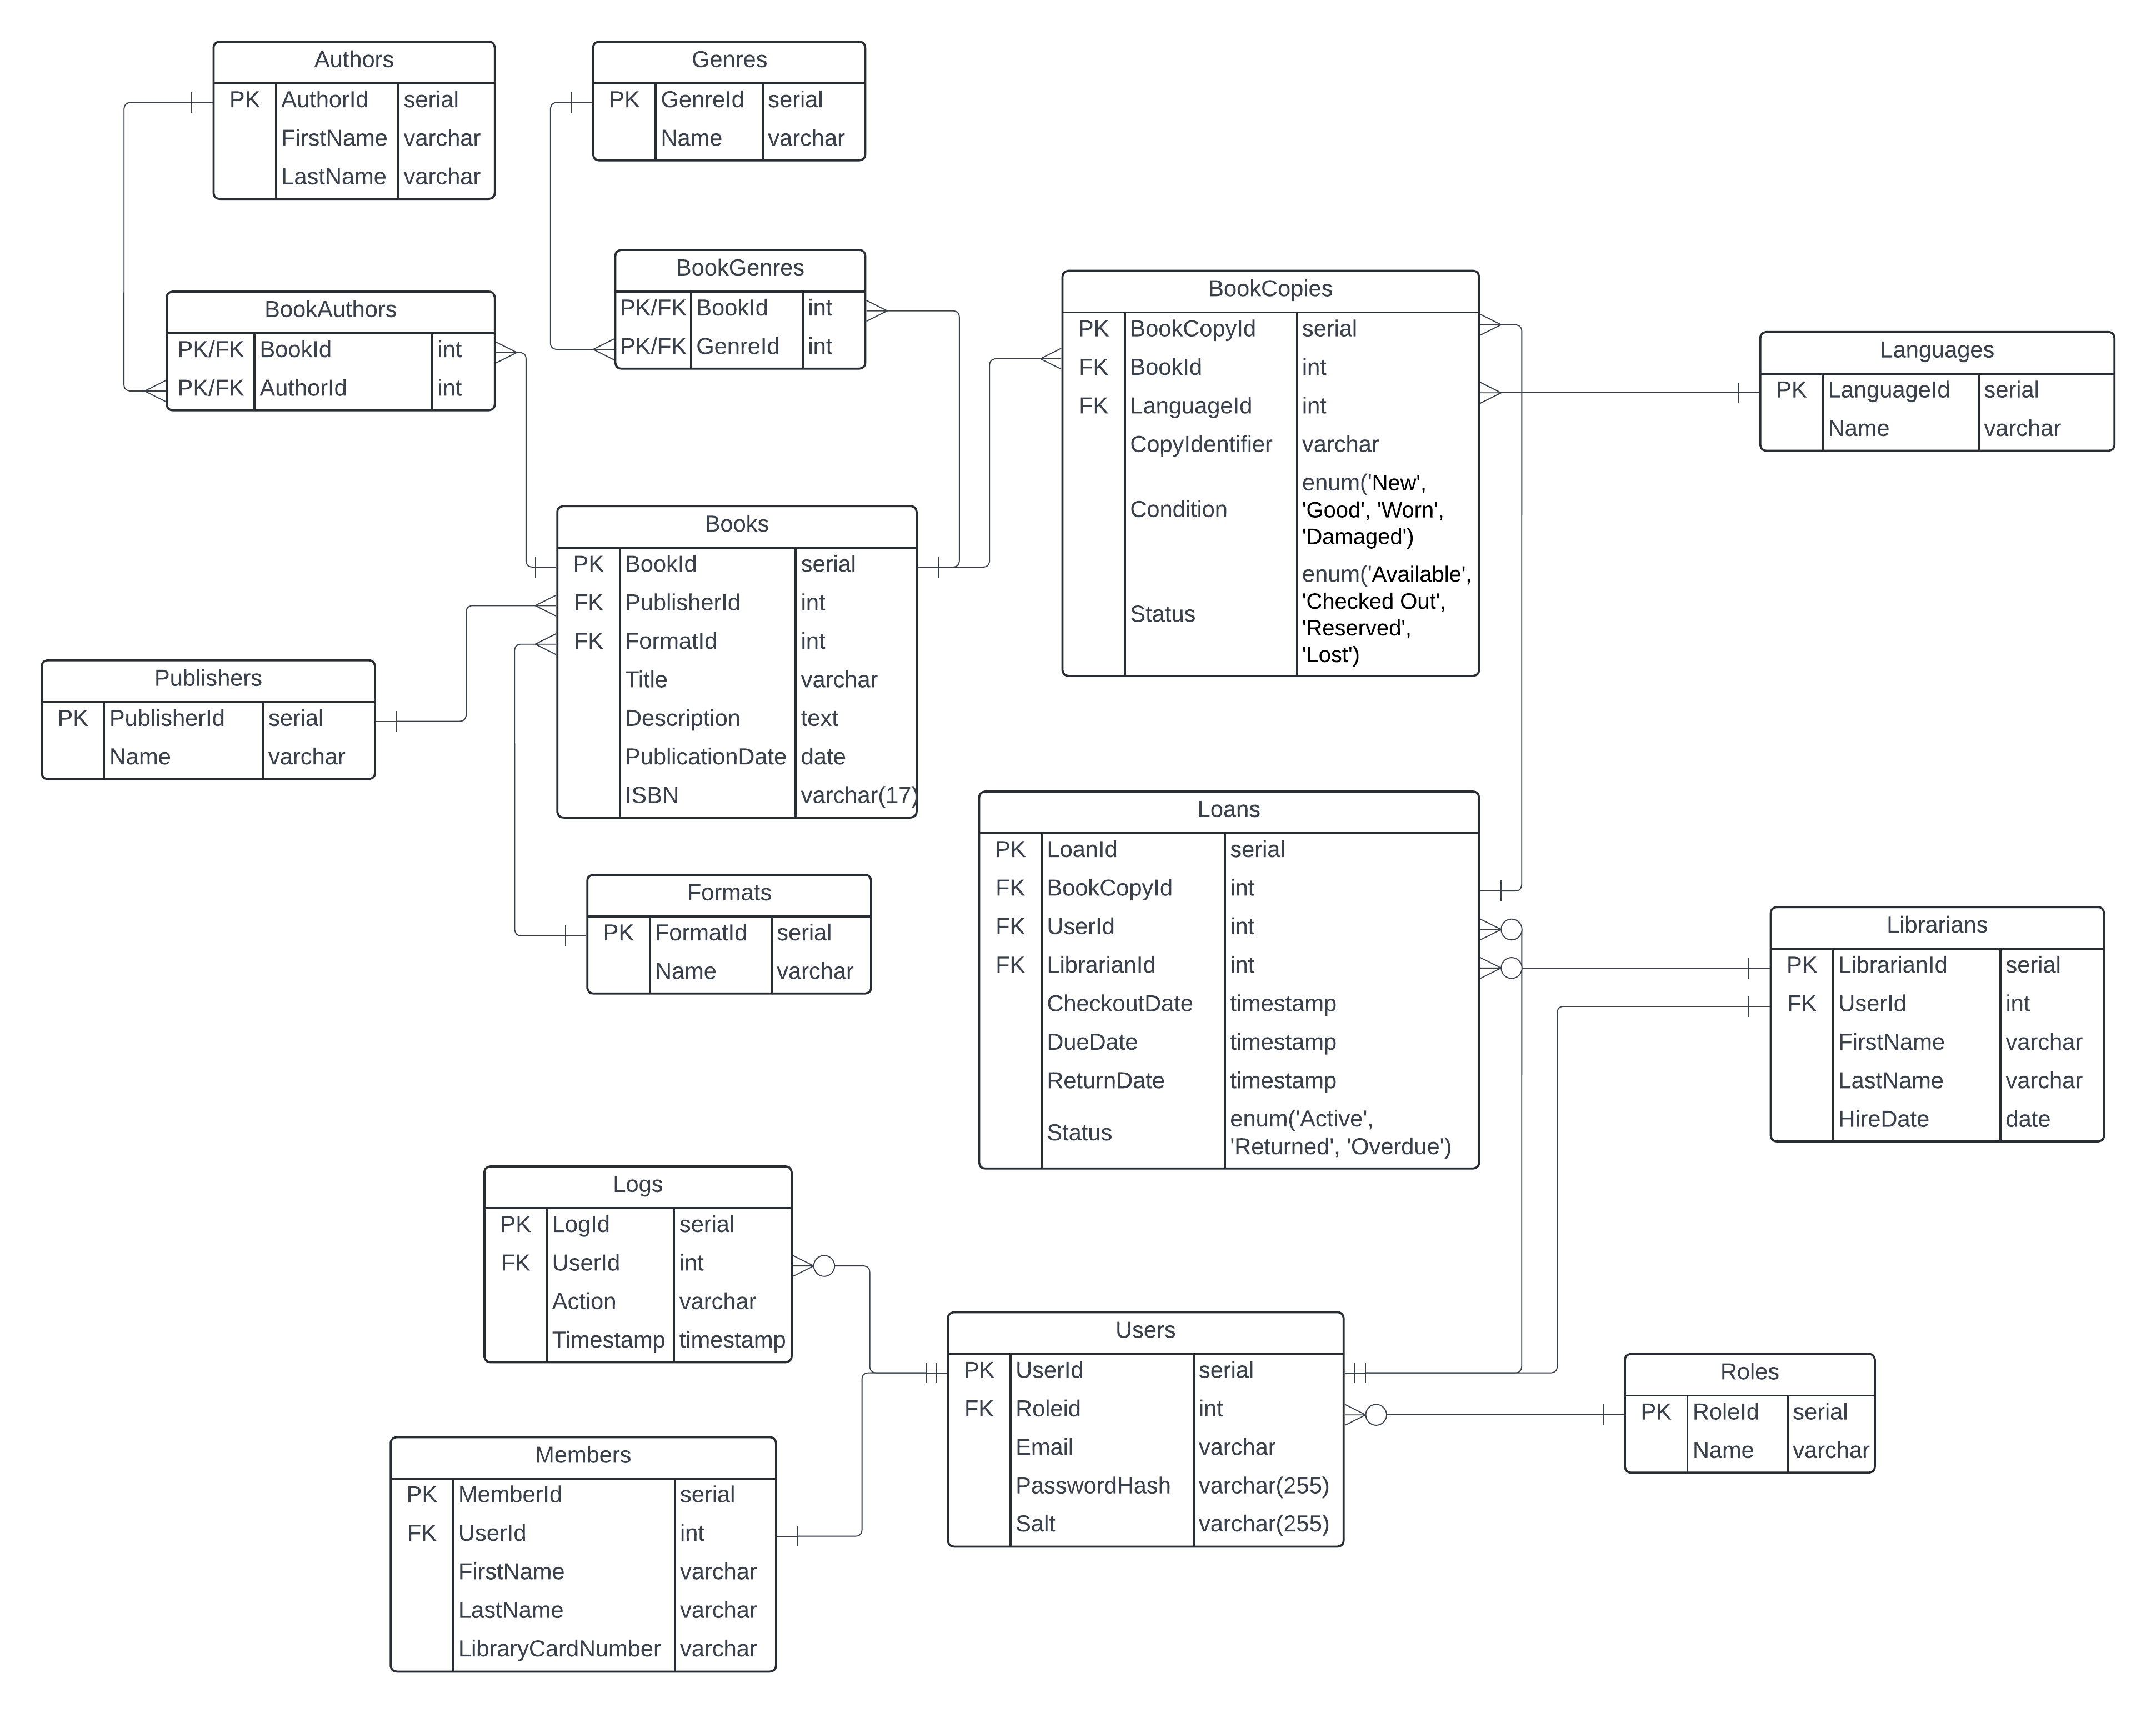 Authors
PK AuthorId serial
FirstName varchar
LastName varchar
Genres
PK GenreId serial
Name varchar
BookGenres
PK/FK BookId int
PK/FK GenreId int
BookAuthors
PK/FK BookId int
PK/FK AuthorId int
BookCopies
PK BookCopyId serial
FK BookId int
FK LanguageId int
CopyIdentifier varchar
Condition enum('New',
'Good', 'Worn',
'Damaged')
Status enum('Available',
'Checked Out',
'Reserved',
'Lost')
Languages
PK LanguageId serial
Name varchar
Books
PK BookId serial
FK PublisherId int
FK FormatId int
Title varchar
Description text
PublicationDate date
ISBN varchar(17)
Publishers
PK PublisherId serial
Name varchar
Formats
PK FormatId serial
Name varchar
Loans
PK LoanId serial
FK BookCopyId int
FK UserId int
FK LibrarianId int
CheckoutDate timestamp
DueDate timestamp
ReturnDate timestamp
Status enum('Active',
'Returned', 'Overdue')
Librarians
PK LibrarianId serial
FK UserId int
FirstName varchar
LastName varchar
HireDate date
Logs
PK LogId serial
FK UserId int
Action varchar
Timestamp timestamp
Users
PK UserId serial
FK Roleid int
Email varchar
PasswordHash varchar(255)
Salt varchar(255)
Roles
PK RoleId serial
Name varchar
Members
PK MemberId serial
FK UserId int
FirstName varchar
LastName varchar
LibraryCardNumber varchar